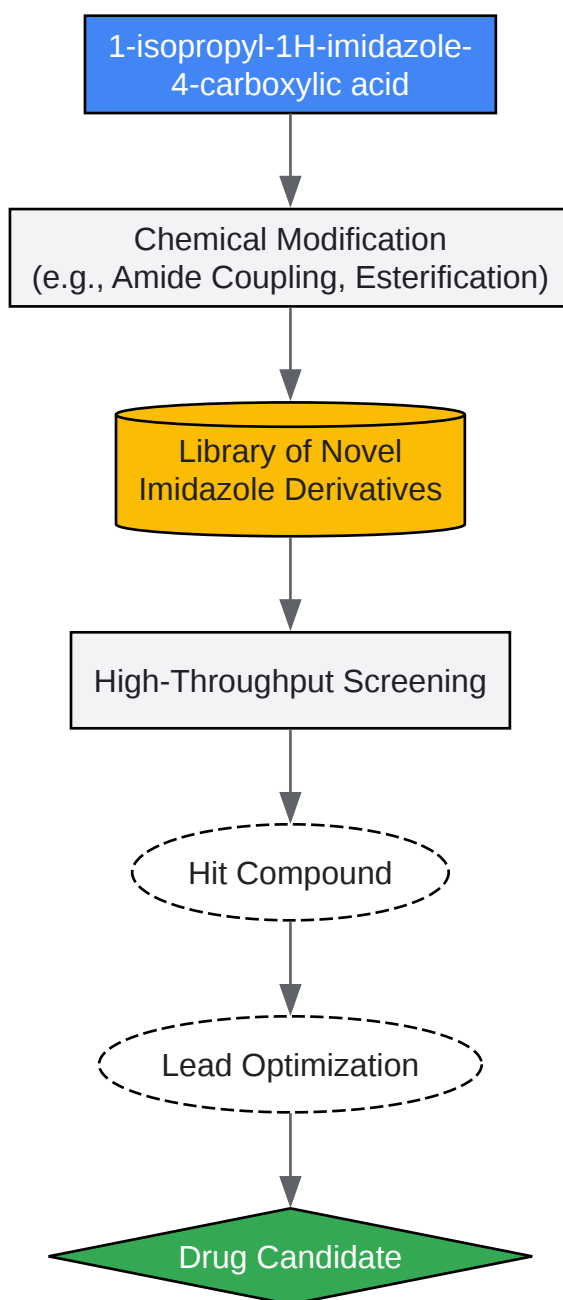 1-isopropyl-1H-imidazole-
4-carboxylic acid
Chemical Modification
(e.g., Amide Coupling, Esterification)
Library of Novel
Imidazole Derivatives
High-Throughput Screening
Hit Compound
Lead Optimization
Drug Candidate